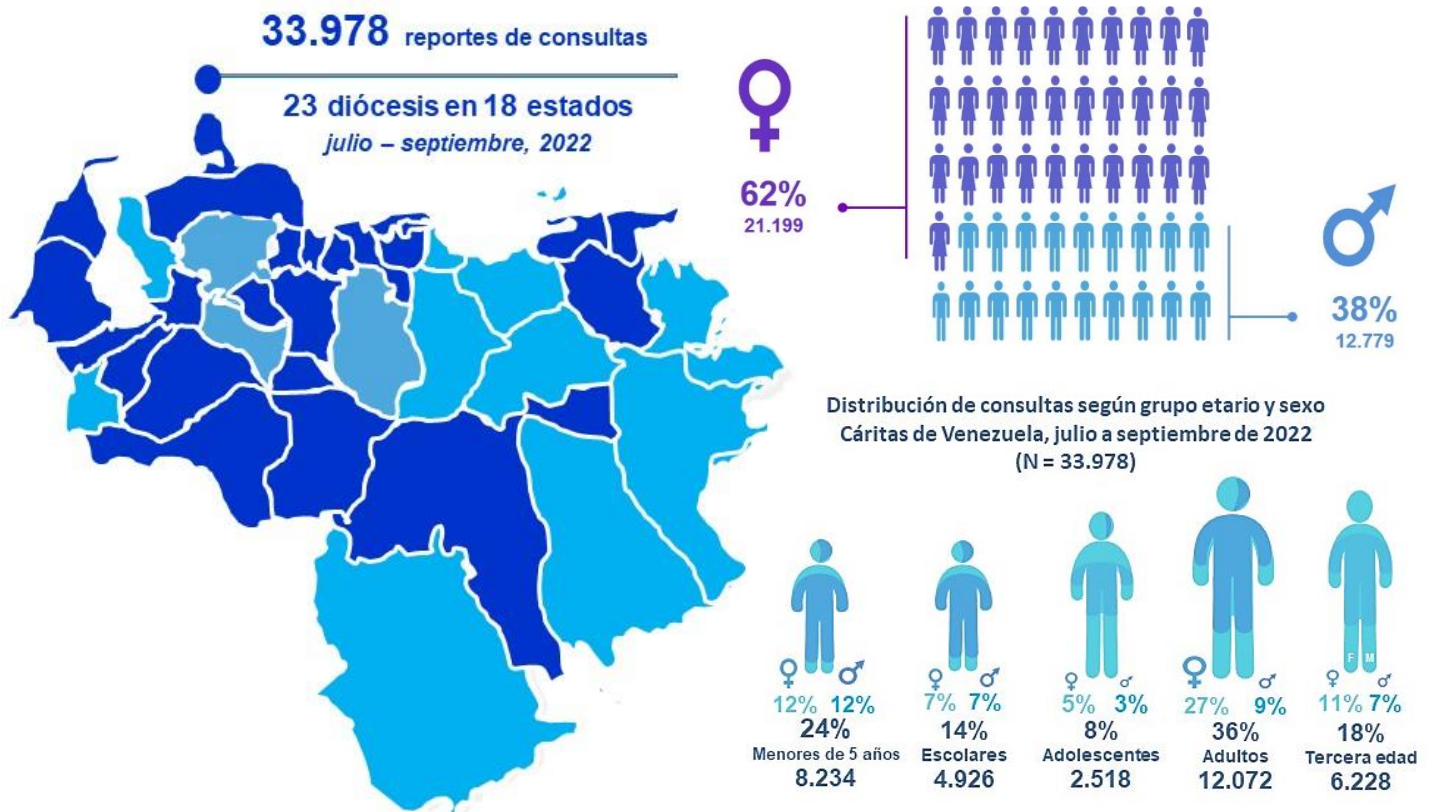 33.978 reportes de consultas
23 diócesis en 18 estados
julio – septiembre, 2022
62%
21.199
38%
12.779
Distribución de consultas según grupo etario y sexo
Cáritas de Venezuela, julio a septiembre de 2022
(N = 33.978)
F M
12% 12%
24%
Menores de 5 años
8.234
7% 7%
14%
Escolares
4.926
5% 3%
8%
Adolescentes
2.518
27% 9%
36%
Adultos
12.072
11% 7%
18%
Tercera edad
6.228